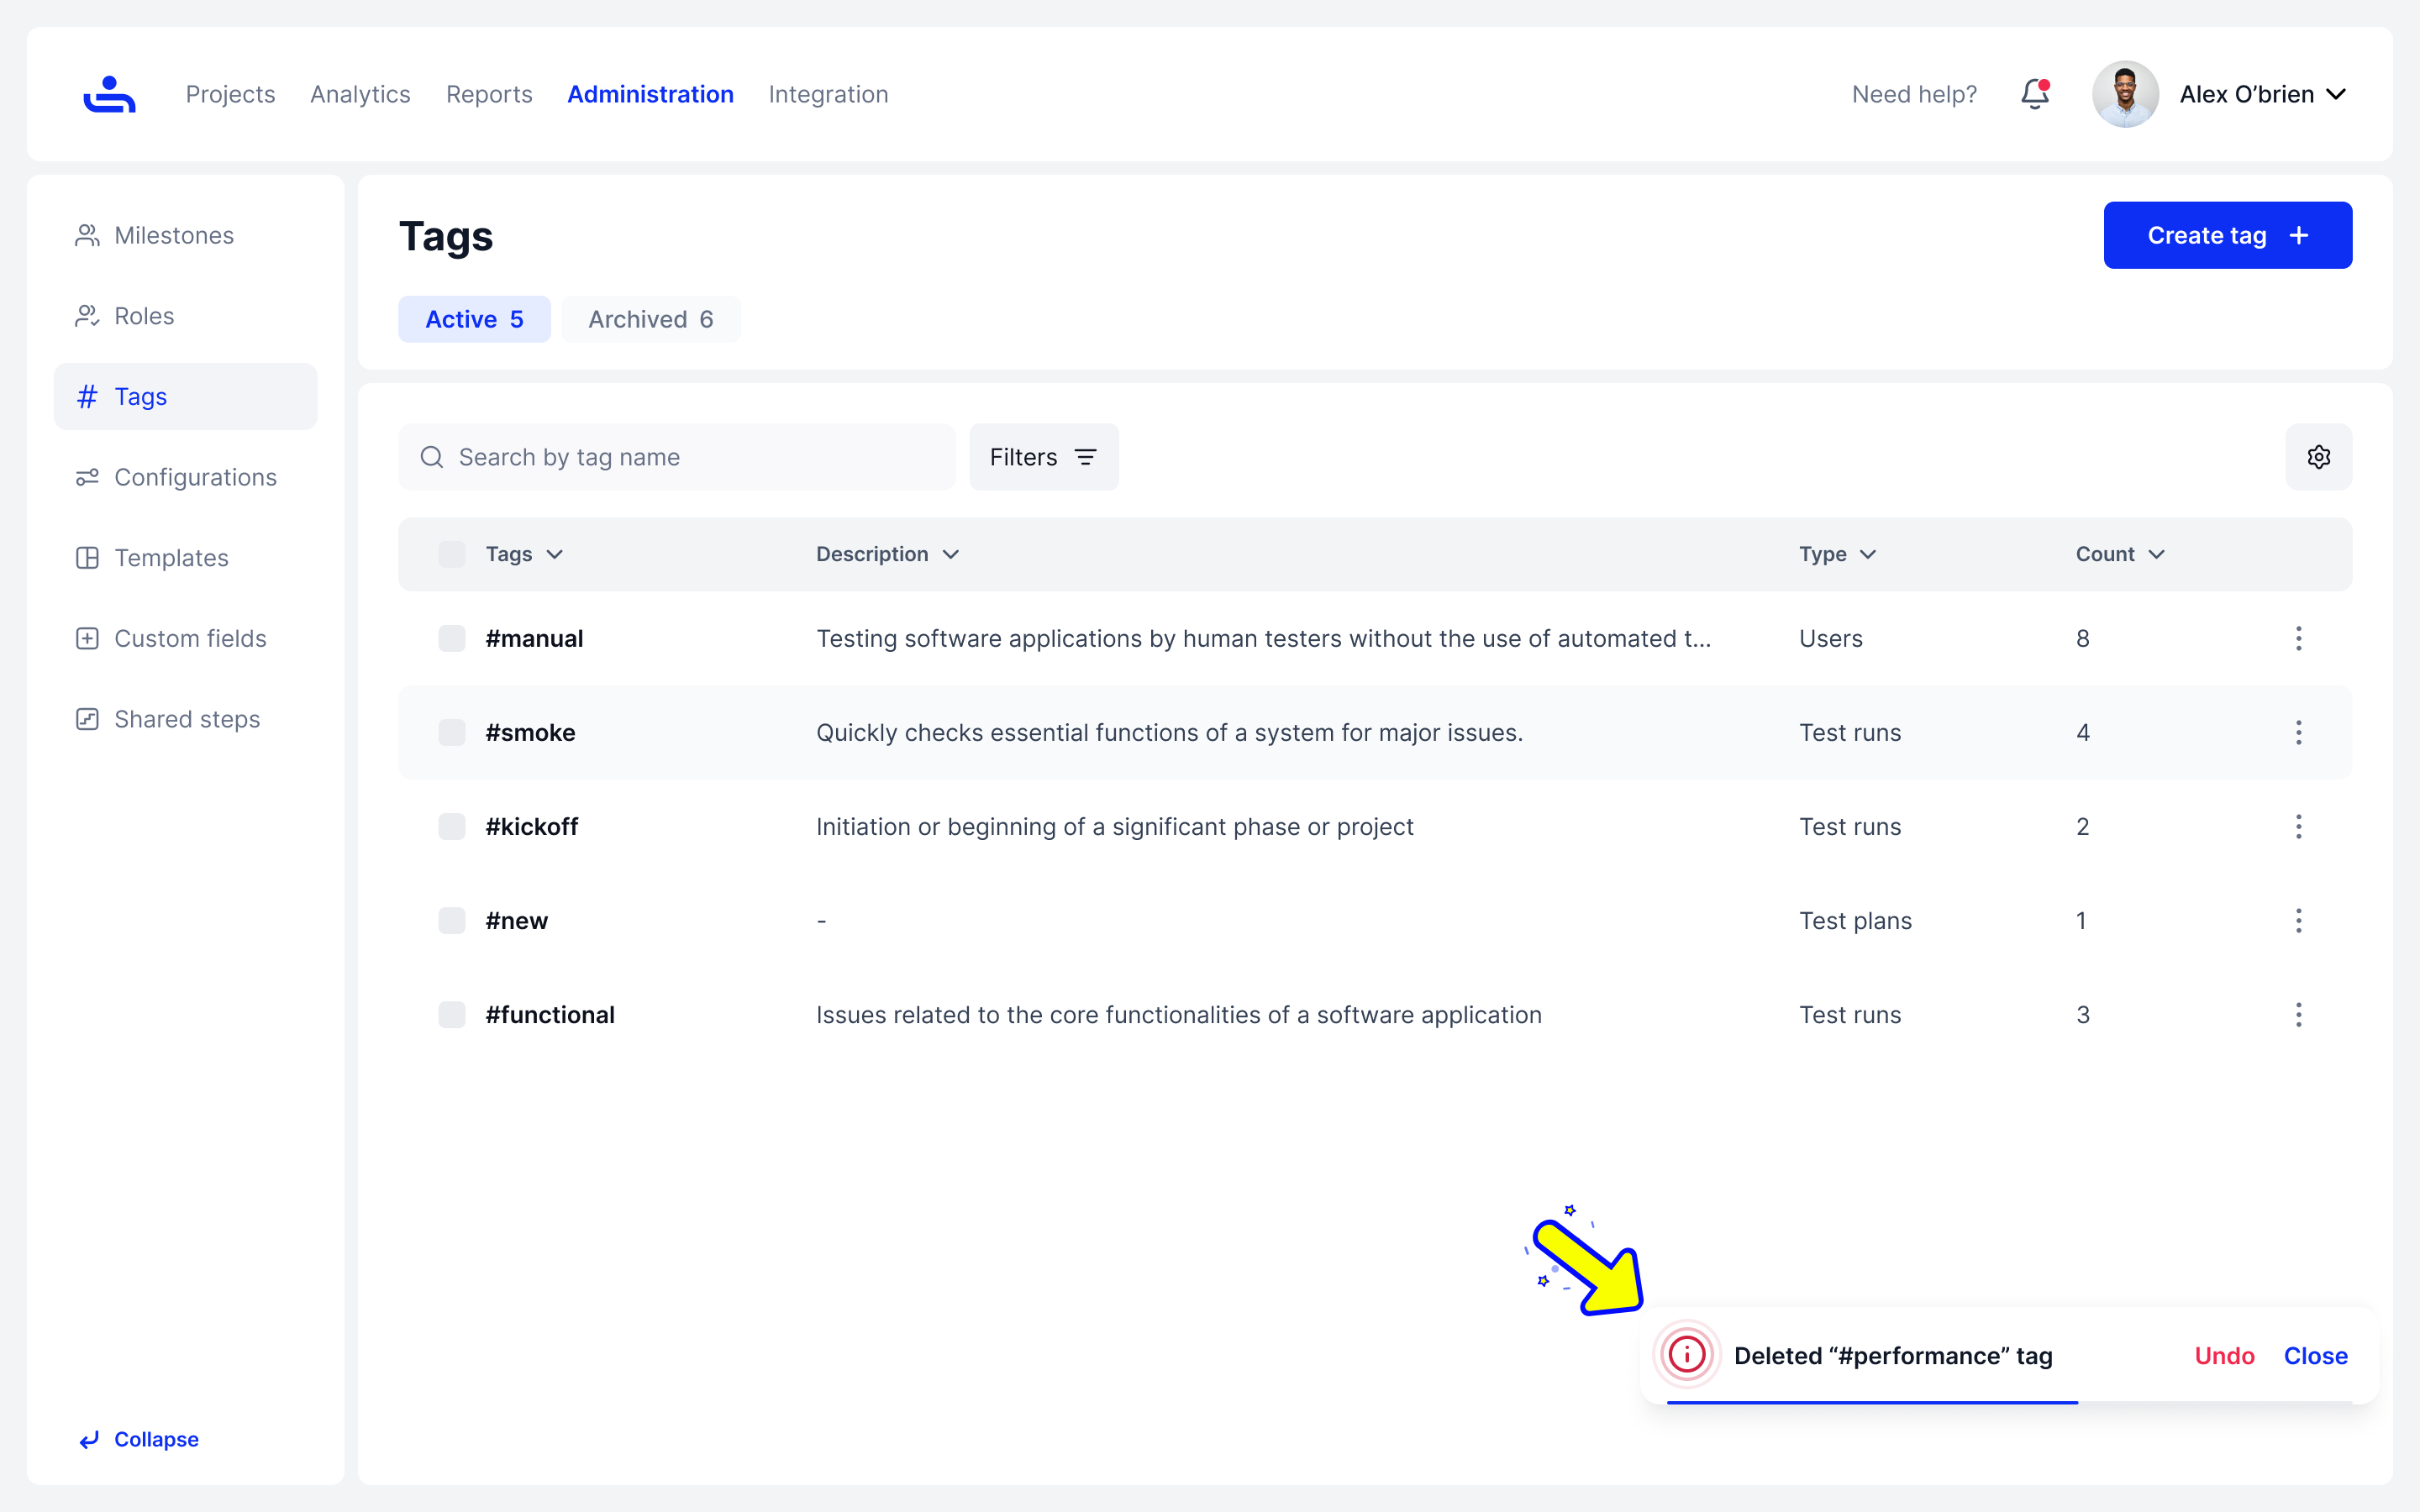 Projects Analytics Reports Administration Integration Need help? Alex O’brien
Milestones
Roles
Tags
Configurations
Templates
Custom fields
Shared steps
Collapse
Tags
Create tag
Active 5 Archived 6
Search by tag name Filters
Tags Description Type Count
#manual Testing software applications by human testers without the use of automated t... Users 8
#smoke Quickly checks essential functions of a system for major issues. Test runs 4
#kickoff Initiation or beginning of a significant phase or project Test runs 2
#new - Test plans 1
#functional Issues related to the core functionalities of a software application Test runs 3
Deleted “#performance” tag Undo Close